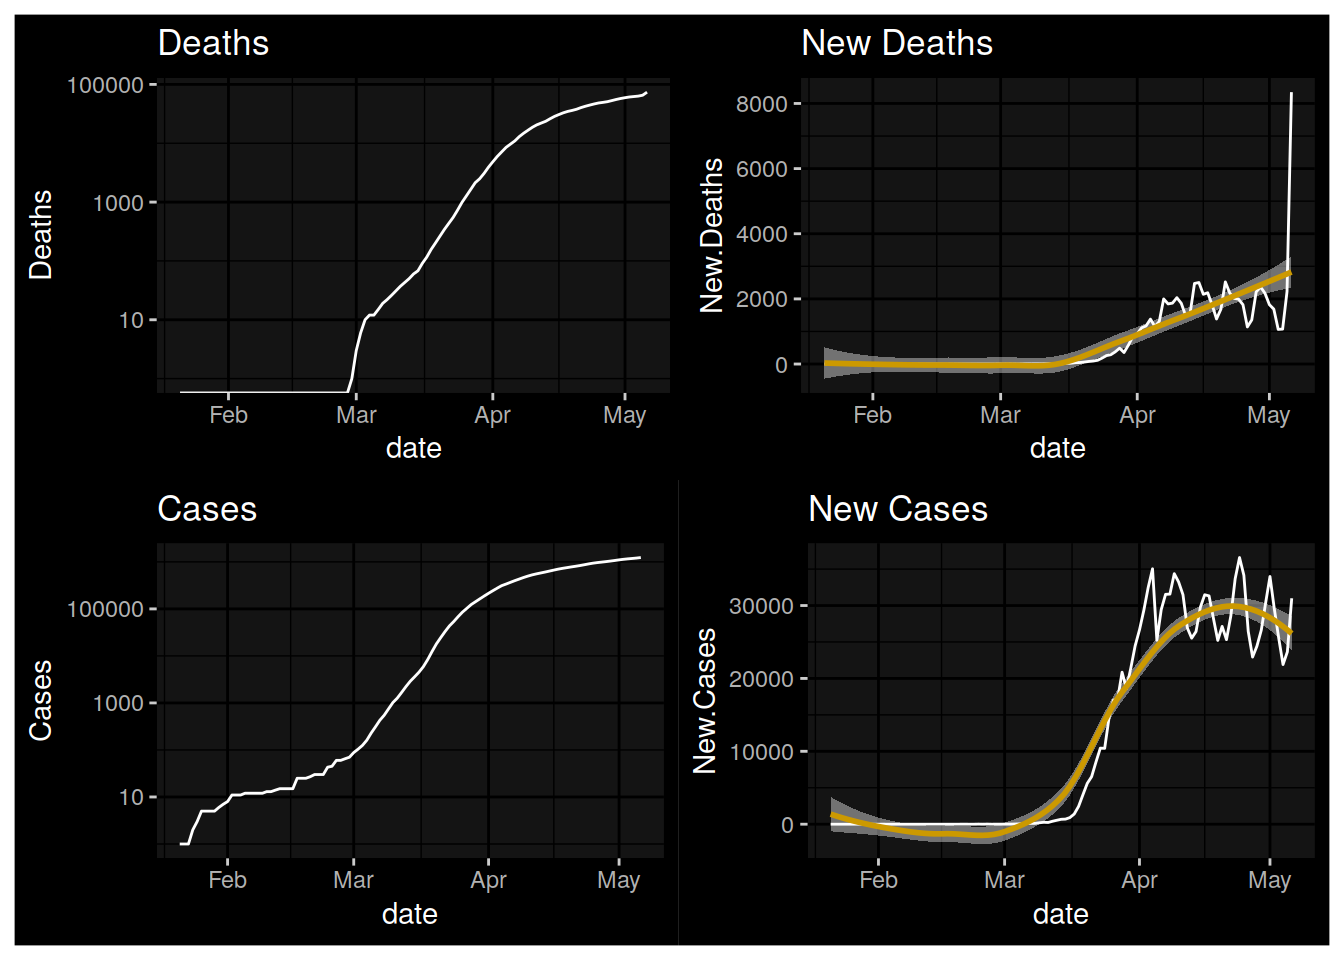 Deaths
100000
1000
10
Deaths
Feb Mar Apr May
date
New Deaths
8000
6000
4000
2000
0
New.Deaths
Feb Mar Apr May
date
Cases
100000
1000
10
Cases
Feb Mar Apr May
date
New Cases
30000
20000
10000
0
New.Cases
Feb Mar Apr May
date